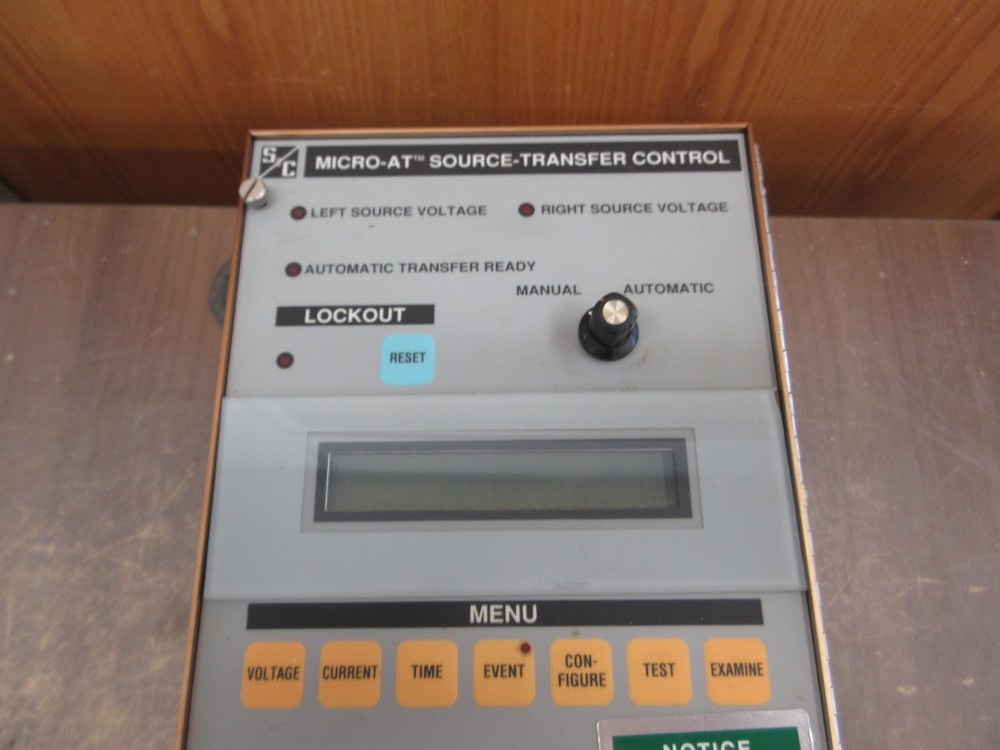 S&C MICRO-AT™ SOURCE-TRANSFER CONTROL
LEFT SOURCE VOLTAGE RIGHT SOURCE VOLTAGE
AUTOMATIC TRANSFER READY
MANUAL AUTOMATIC
LOCKOUT
RESET
MENU
VOLTAGE CURRENT TIME EVENT CON-
FIGURE TEST EXAMINE
NOTICE